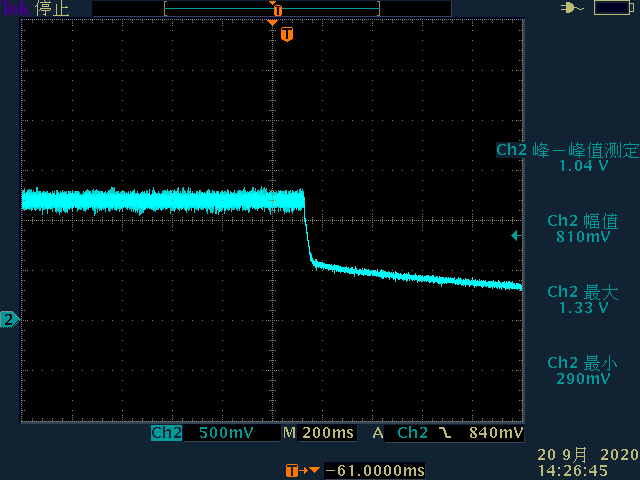 Tek 停止
T
T
Ch2 峰－峰值测定
1.04 V
Ch2 幅值
810mV
Ch2 最大
1.33 V
2
Ch2 最小
290mV
Ch2 500mV M 200ms A Ch2 840mV
T -61.0000ms
20 9月 2020
14:26:45